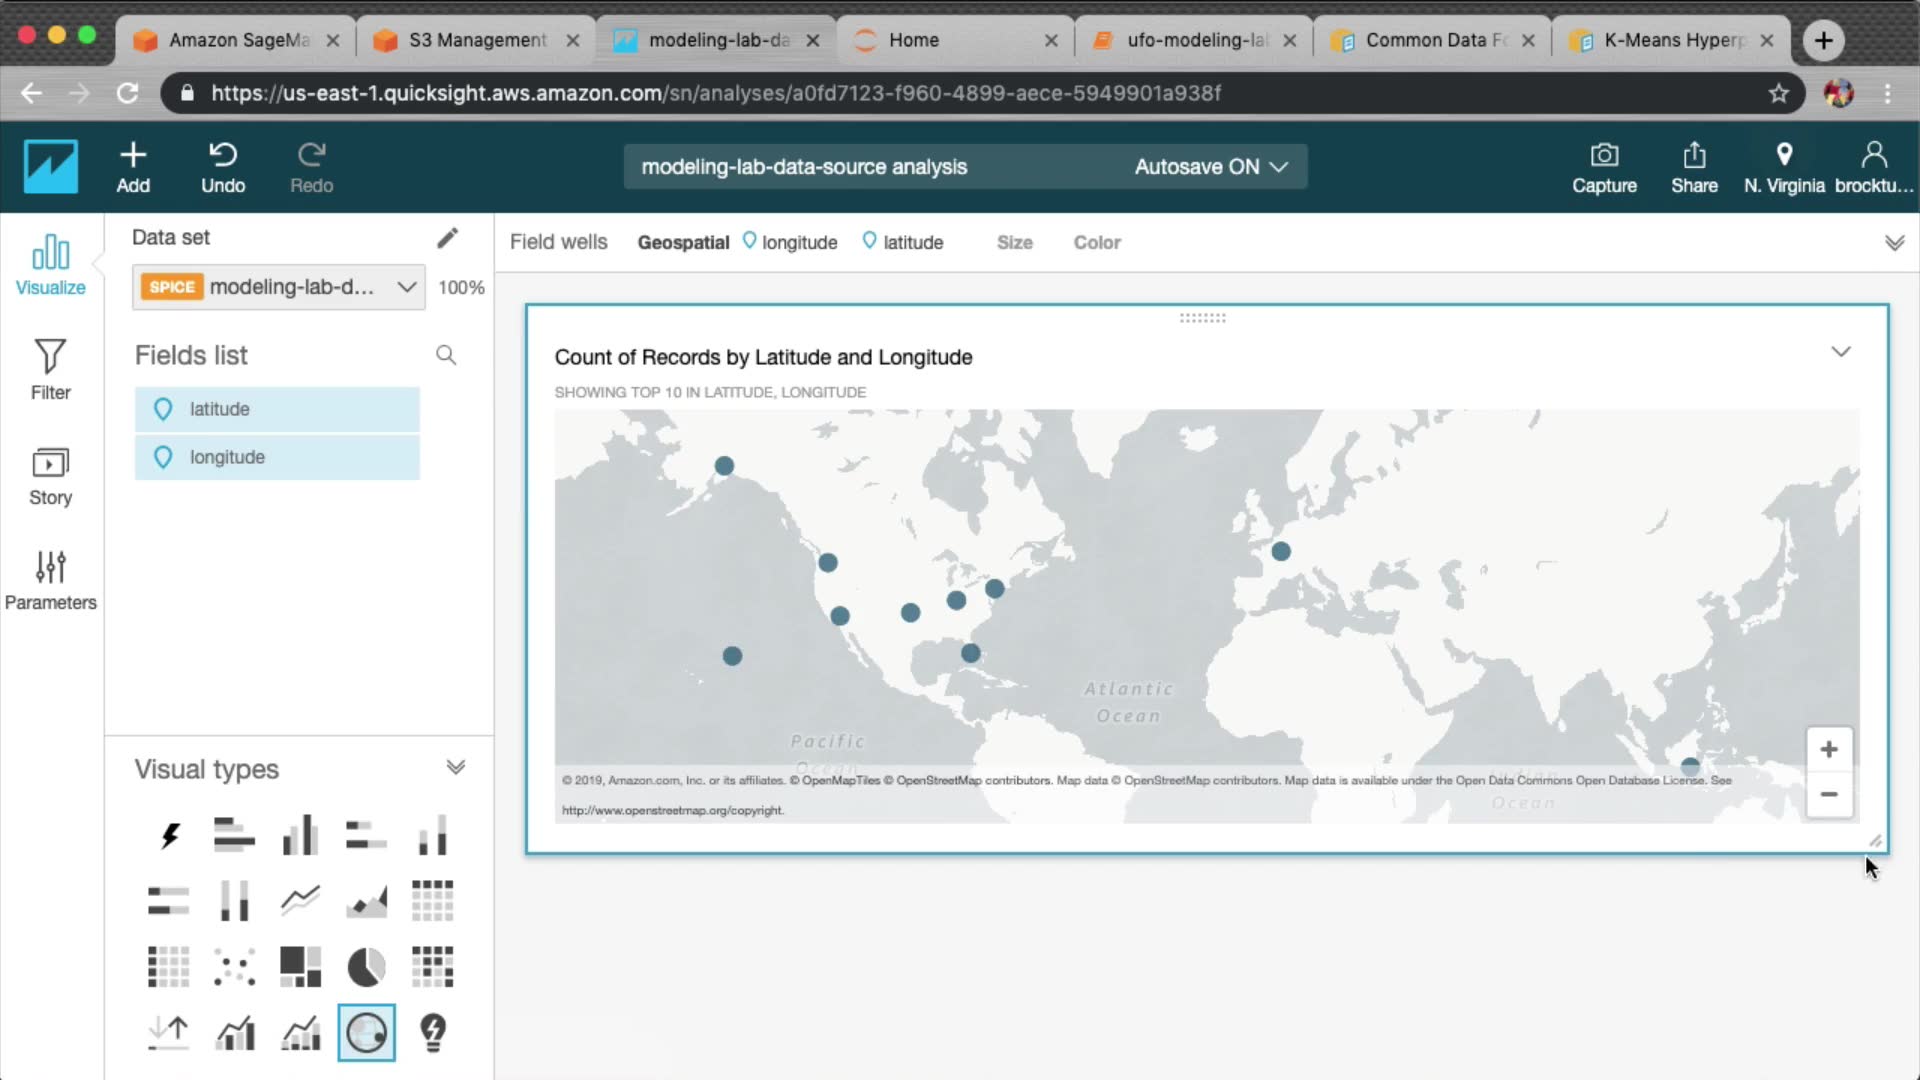 Amazon SageMa
S3 Management
modeling-lab-da
Home
ufo-modeling-la
Common Data Fo
K-Means Hyperp
https://us-east-1.quicksight.aws.amazon.com/sn/analyses/a0fd7123-f960-4899-aece-5949901a938f
Add
Undo
Redo
modeling-lab-data-source analysis
Autosave ON
Capture
Share
N. Virginia
brocktu...
Visualize
Filter
Story
Parameters
Data set
SPICE modeling-lab-d... 100%
Fields list
latitude
longitude
Visual types
Field wells Geospatial longitude latitude Size Color
Count of Records by Latitude and Longitude
SHOWING TOP 10 IN LATITUDE, LONGITUDE
Atlantic
Ocean
Pacific
Ocean
Indian
Ocean
© 2019, Amazon.com, Inc. or its affiliates. © OpenMapTiles © OpenStreetMap contributors. Map data © OpenStreetMap contributors. Map data is available under the Open Data Commons Open Database License. See
http://www.openstreetmap.org/copyright.